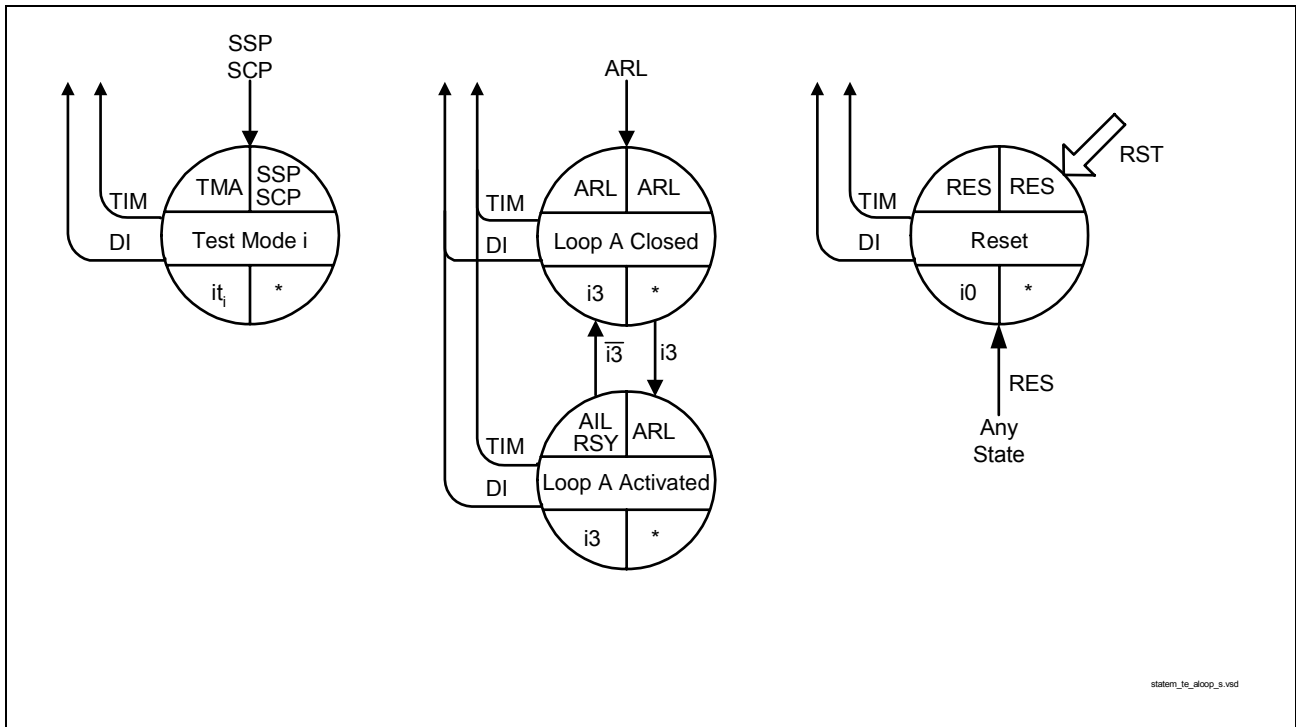 SSP
SCP
TMA
SSP
SCP
TIM
DI
Test Mode i
itᵢ
*
ARL
ARL
ARL
TIM
DI
Loop A Closed
i3
*
i̅3̅
i3
AIL
RSY
ARL
TIM
DI
Loop A Activated
i3
*
RST
RES
RES
TIM
DI
Reset
i0
*
RES
Any
State
statem_te_aloop_s.vsd